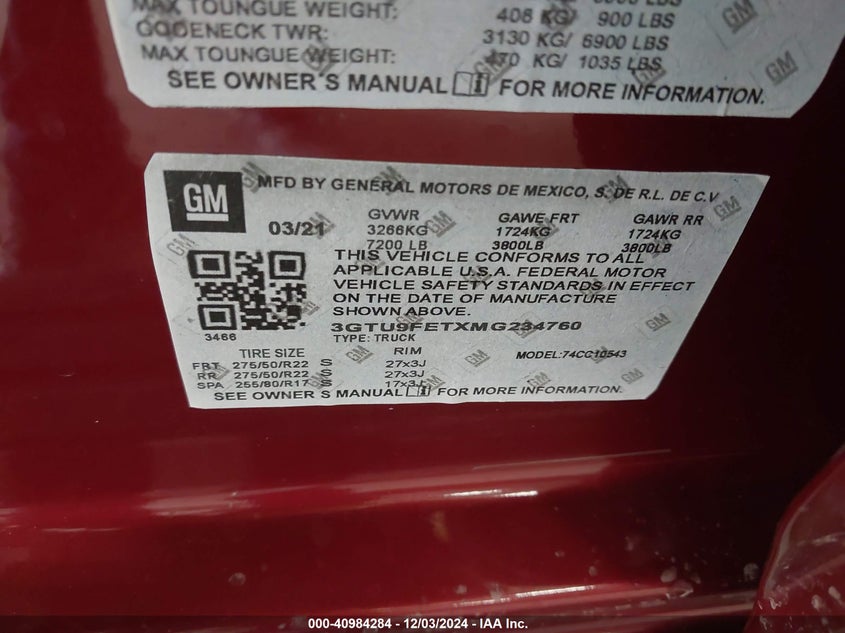 MAX TOUNGUE WEIGHT: 408 KG/ 900 LBS
GOOENECK TWR: 3130 KG/ 6900 LBS
MAX TOUNGUE WEIGHT: 470 KG/ 1035 LBS
SEE OWNER'S MANUAL FOR MORE INFORMATION.
GM
MFD BY GENERAL MOTORS DE MEXICO, S. DE R.L. DE C.V
03/21 GVWR GAWE FRT GAWR RR
3266KG 1724KG 1724KG
7200 LB 3800LB 3800LB
THIS VEHICLE CONFORMS TO ALL
APPLICABLE U.S.A. FEDERAL MOTOR
VEHICLE SAFETY STANDARDS IN EFFECT
ON THE DATE OF MANUFACTURE
SHOWN ABOVE.
3466
3GTU9FETXMG234760
TYPE: TRUCK MODEL:74CC10543
TIRE SIZE RIM
FRT 275/50/R22 S 27x3J
RR 275/50/R22 S 27x3J
SPA 255/80/R17 S 17x3J
SEE OWNER S MANUAL FOR MORE INFORMATION.
000-40984284 - 12/03/2024 - IAA Inc.